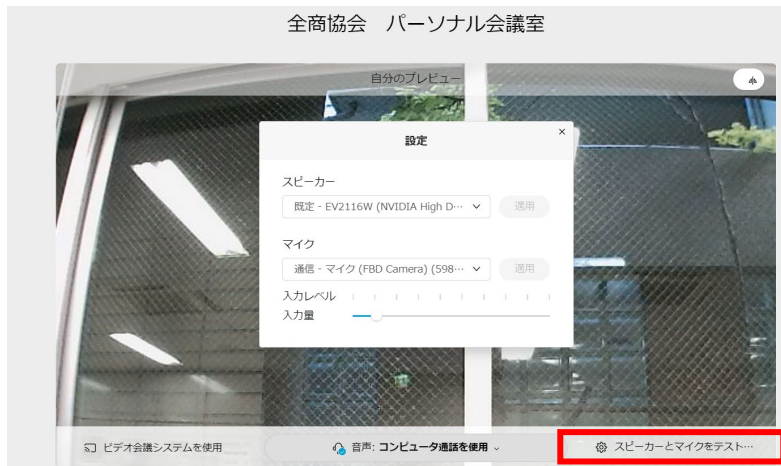 全商協会　パーソナル会議室
自分のプレビュー
設定
×
スピーカー
既定 - EV2116W (NVIDIA High D… 適用
マイク
通信 - マイク (FBD Camera) (598… 適用
入力レベル
入力量
ビデオ会議システムを使用 音声: コンピュータ通話を使用 スピーカーとマイクをテスト…